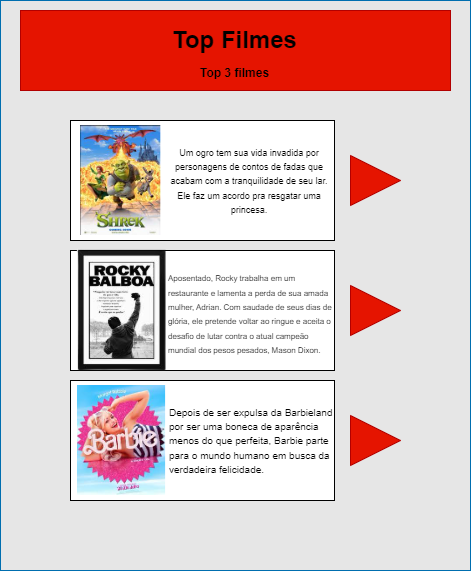 Top Filmes
Top 3 filmes
SHREK
Um ogro tem sua vida invadida por
personagens de contos de fadas que
acabam com a tranquilidade de seu lar.
Ele faz um acordo pra resgatar uma
princesa.
ROCKY
BALBOA
Aposentado, Rocky trabalha em um
restaurante e lamenta a perda de sua amada
mulher, Adrian. Com saudade de seus dias de
glória, ele pretende voltar ao ringue e aceita o
desafio de lutar contra o atual campeão
mundial dos pesos pesados, Mason Dixon.
Barbie
Depois de ser expulsa da Barbieland
por ser uma boneca de aparência
menos do que perfeita, Barbie parte
para o mundo humano em busca da
verdadeira felicidade.